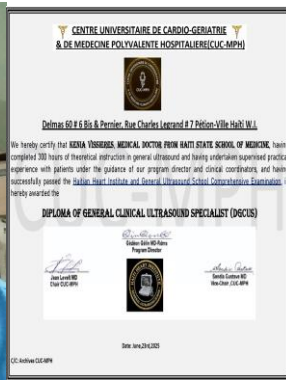 CENTRE UNIVERSITAIRE DE CARDIO-GERIATRIE
& DE MEDECINE POLYVALENTE HOSPITALIERE(CUC-MPH)
Delmas 60 # 6 Bis & Pernier, Rue Charles Legrand # 7 Pétion-Ville Haïti W.I.
We hereby certify that KENIA VISSIERES, MEDICAL DOCTOR FROM HAITI STATE SCHOOL OF MEDICINE, having
completed 300 hours of theoretical instruction in general ultrasound and having undertaken supervised practical
experience with patients under the guidance of our program director and clinical coordinators, and having
successfully passed the Haitian Heart Institute and General Ultrasound School Comprehensive Examination, is
hereby awarded the
DIPLOMA OF GENERAL CLINICAL ULTRASOUND SPECIALIST (DGCUS)
Program Director
Chair CUC-MPH
Vice-Chair ,CUC-MPH
Date: June,23rd,2025
C/C: Archives CUC-MPH